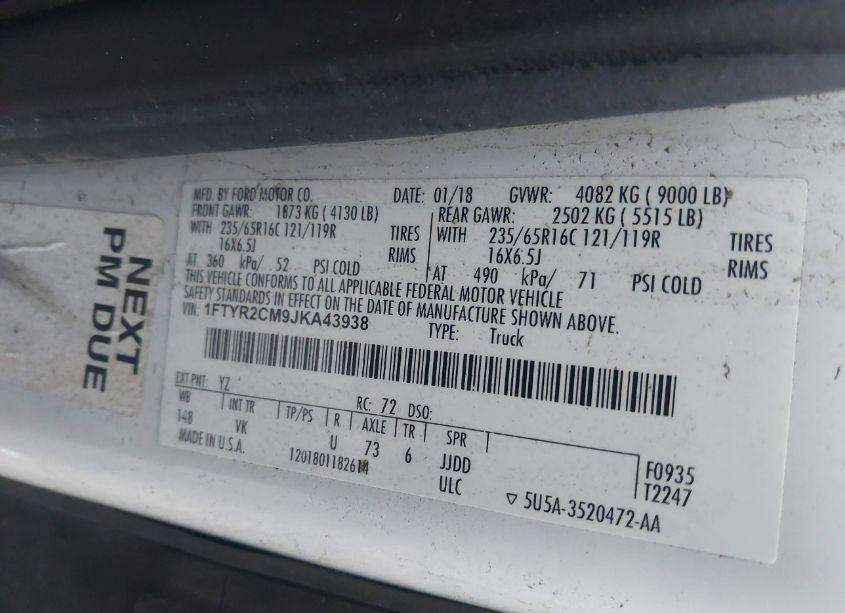 NEXT
PM DUE
MFD. BY FORD MOTOR CO. DATE: 01/18 GVWR: 4082 KG ( 9000 LB)
FRONT GAWR: 1873 KG ( 4130 LB) REAR GAWR: 2502 KG ( 5515 LB)
WITH 235/65R16C 121/119R TIRES WITH 235/65R16C 121/119R TIRES
16X6.5J RIMS 16X6.5J RIMS
AT 360 kPa/ 52 PSI COLD AT 490 kPa/ 71 PSI COLD
THIS VEHICLE CONFORMS TO ALL APPLICABLE FEDERAL MOTOR VEHICLE
SAFETY STANDARDS IN EFFECT ON THE DATE OF MANUFACTURE SHOWN ABOVE.
VIN: 1FTYR2CM9JKA43938 TYPE: Truck
EXT PNT: YZ RC: 72 DSO:
WB INT TR TP/PS R AXLE TR SPR
148 VK U 73 6 JJDD F0935
MADE IN U.S.A. 1201801182614 ULC T2247
5U5A-3520472-AA